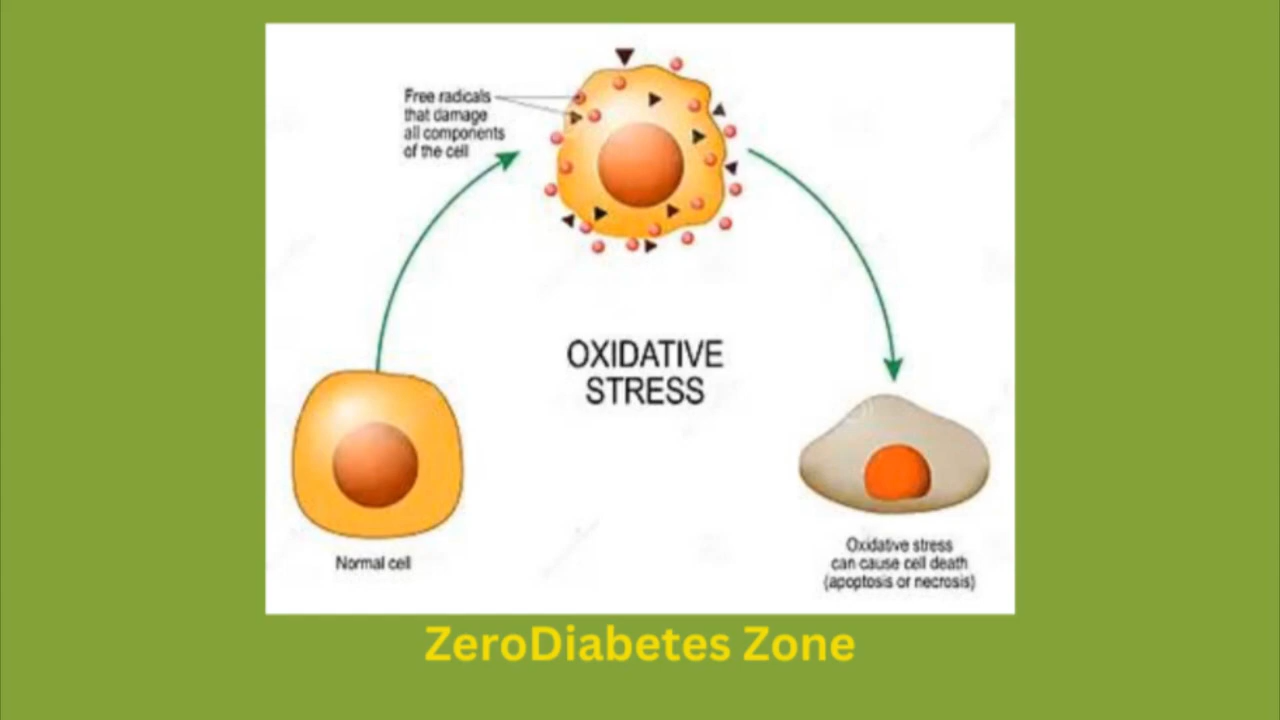 Free radicals
that damage
all components
of the cell
OXIDATIVE
STRESS
Normal cell
Oxidative stress
can cause cell death
(apoptosis or necrosis)
ZeroDiabetes Zone